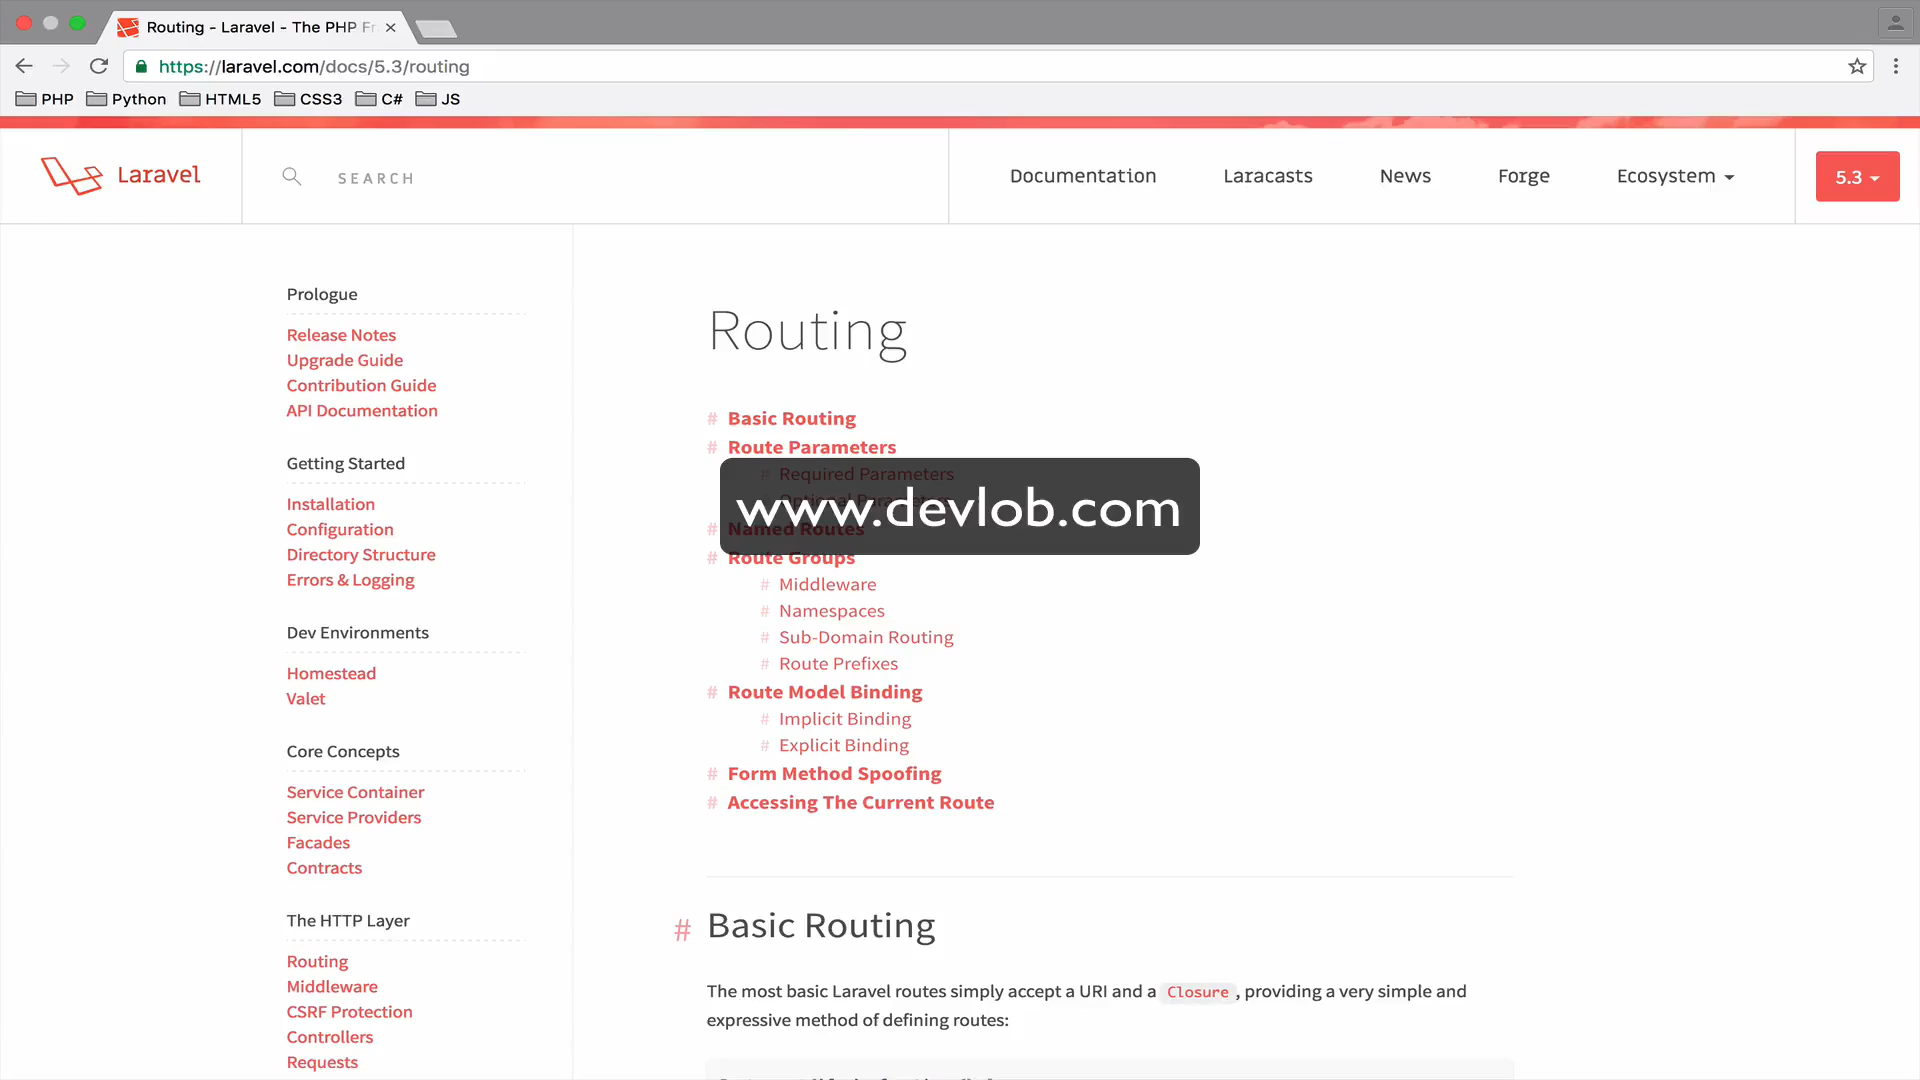 Routing - Laravel - The PHP Fr
https://laravel.com/docs/5.3/routing
PHP Python HTML5 CSS3 C# JS
Laravel SEARCH Documentation Laracasts News Forge Ecosystem 5.3
Prologue
Release Notes
Upgrade Guide
Contribution Guide
API Documentation
Getting Started
Installation
Configuration
Directory Structure
Errors & Logging
Dev Environments
Homestead
Valet
Core Concepts
Service Container
Service Providers
Facades
Contracts
The HTTP Layer
Routing
Middleware
CSRF Protection
Controllers
Requests
Routing
# Basic Routing
# Route Parameters
# Required Parameters
# Optional Parameters
www.devlob.com
# Named Routes
# Route Groups
# Middleware
# Namespaces
# Sub-Domain Routing
# Route Prefixes
# Route Model Binding
# Implicit Binding
# Explicit Binding
# Form Method Spoofing
# Accessing The Current Route
# Basic Routing
The most basic Laravel routes simply accept a URI and a Closure, providing a very simple and
expressive method of defining routes: